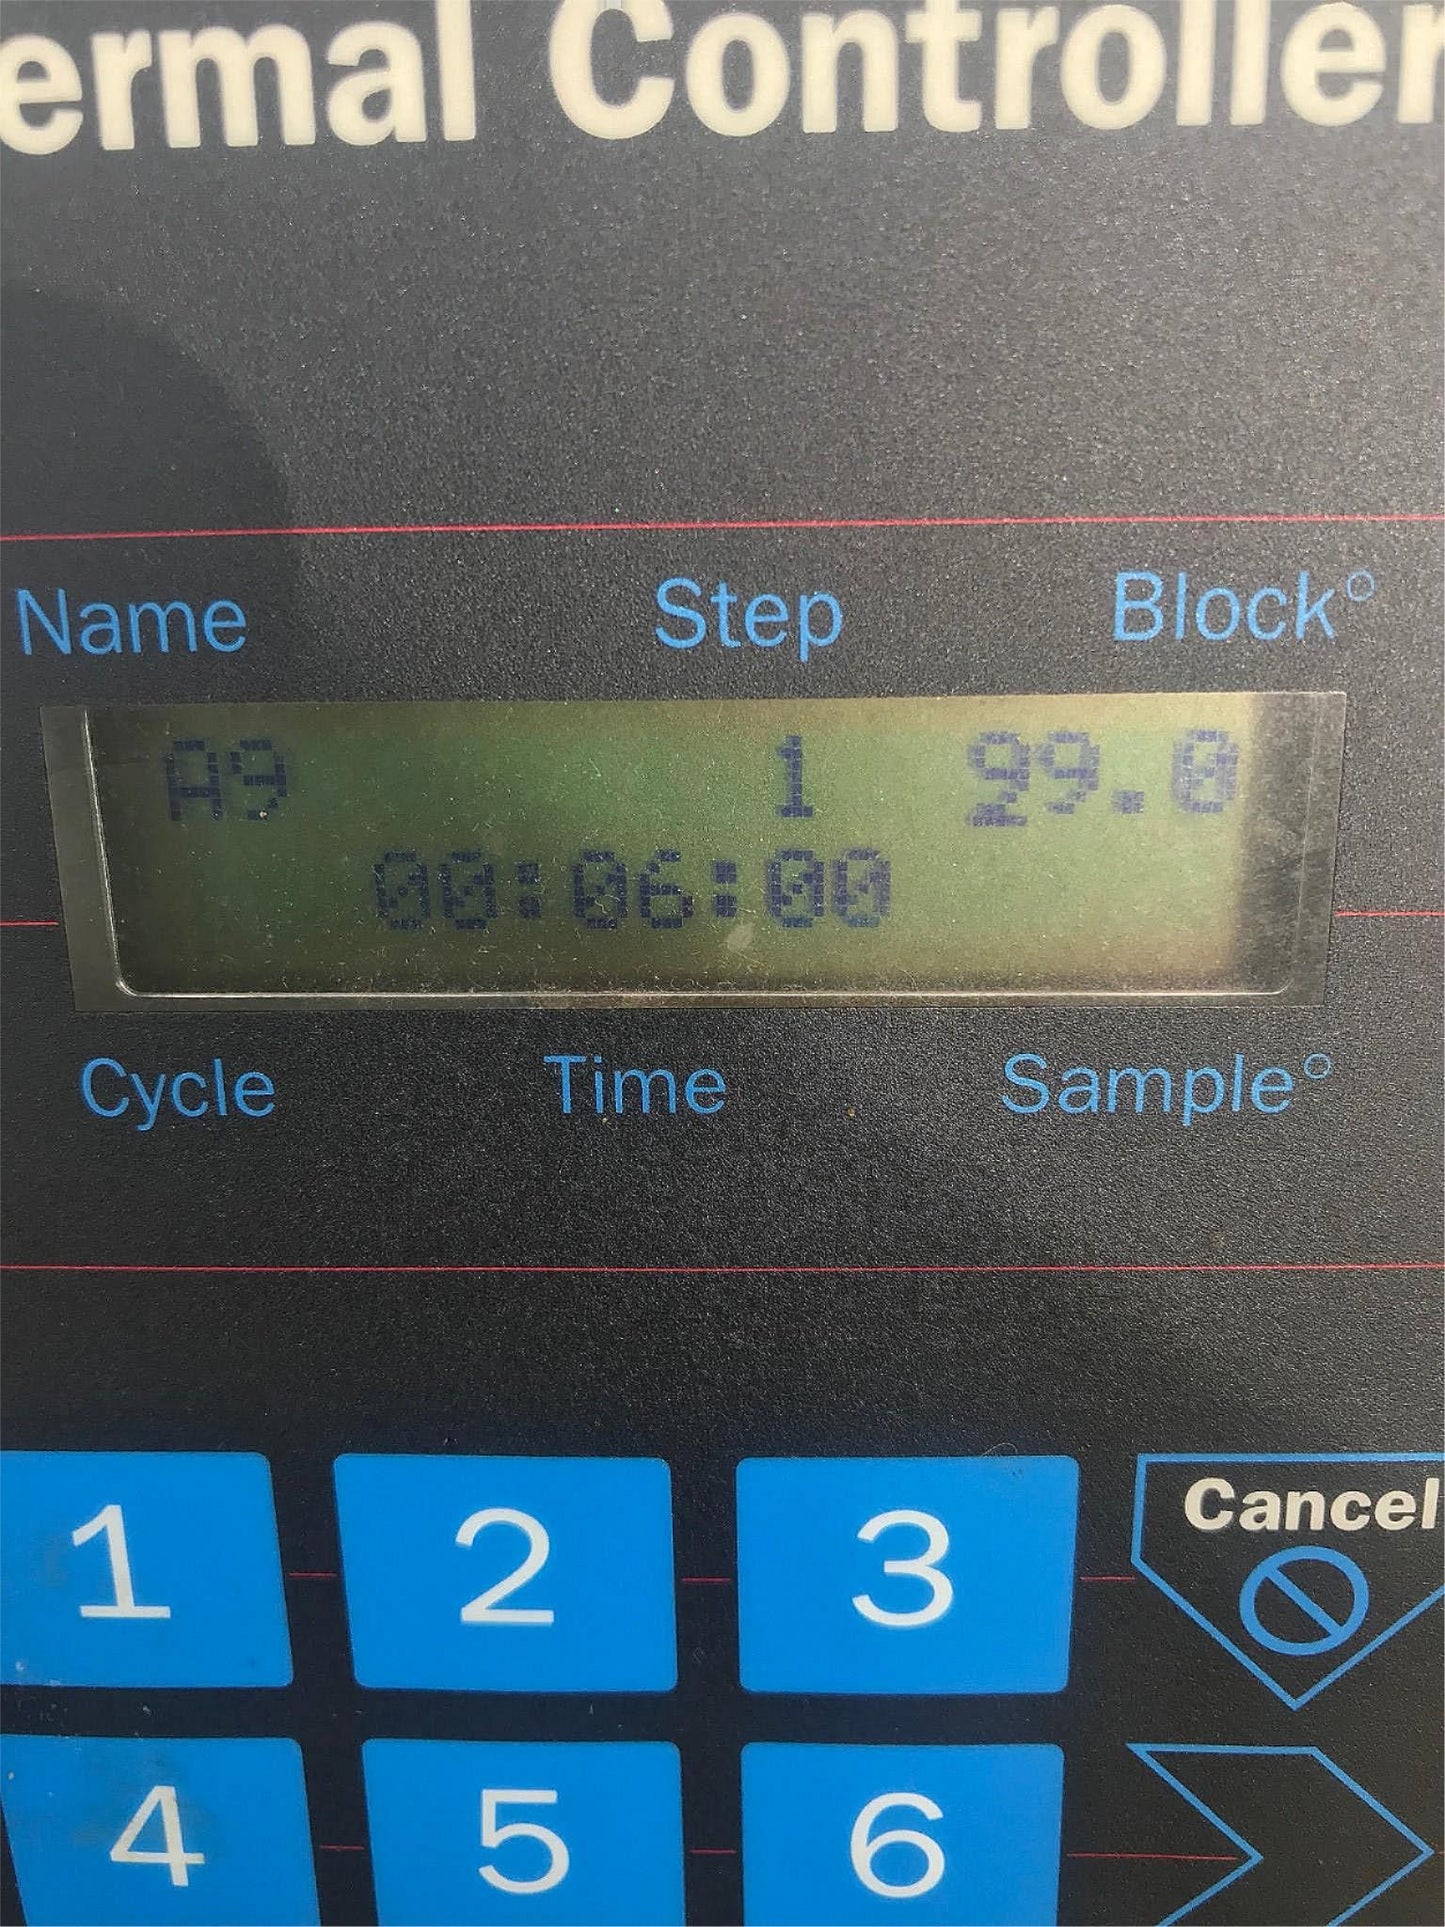 ermal Controller
Name Step Block°
A9 1 99.0
00:06:00
Cycle Time Sample°
1 2 3 Cancel
4 5 6